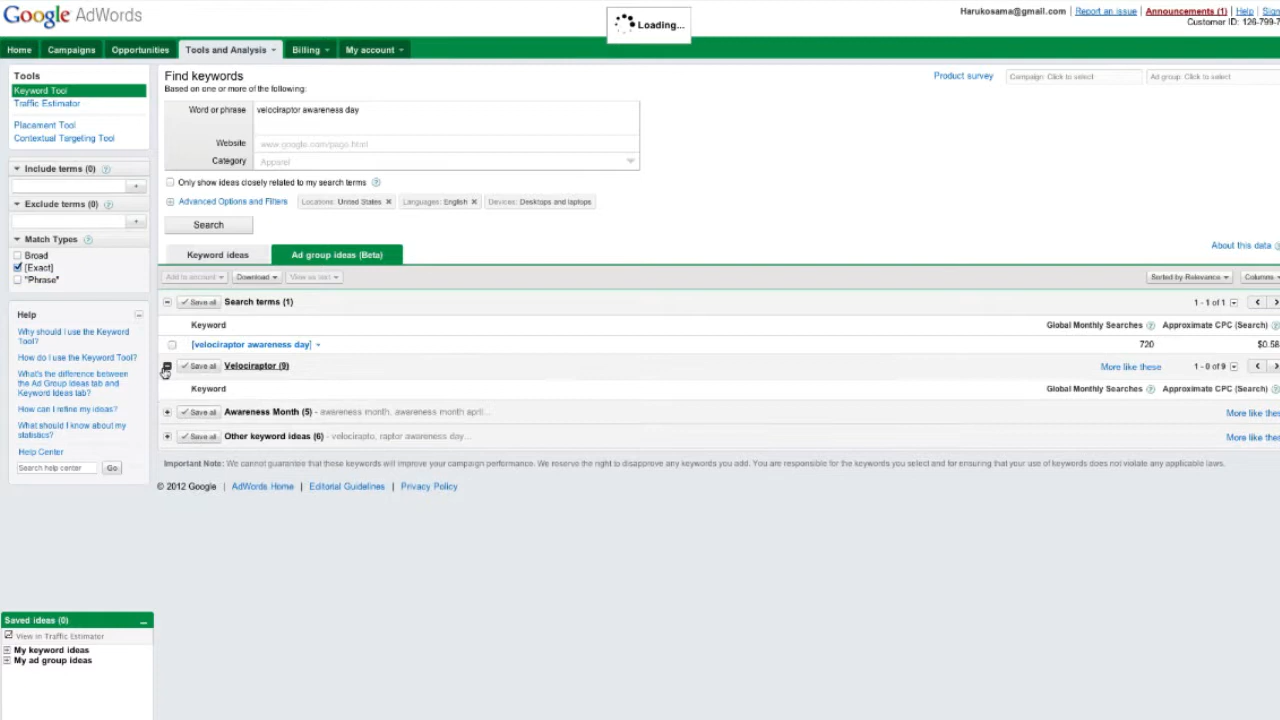 Google AdWords
Loading...
Harukosama@gmail.com | Report an issue | Announcements (1) | Help | Sign
Customer ID: 126-799-7
Home Campaigns Opportunities Tools and Analysis Billing My account
Tools
Keyword Tool
Traffic Estimator
Placement Tool
Contextual Targeting Tool
Include terms (0)
Exclude terms (0)
Match Types
Broad
[Exact]
"Phrase"
Help
Why should I use the Keyword
Tool?
How do I use the Keyword Tool?
What's the difference between
the Ad Group Ideas tab and
Keyword Ideas tab?
How can I refine my ideas?
What should I know about my
statistics?
Help Center
Search help center Go
Saved ideas (0)
View in Traffic Estimator
My keyword ideas
My ad group ideas
Find keywords
Based on one or more of the following:
Product survey Campaign: Click to select Ad group: Click to select
Word or phrase velociraptor awareness day
Website www.google.com/page.html
Category Apparel
Only show ideas closely related to my search terms
Advanced Options and Filters Locations: United States Languages: English Devices: Desktops and laptops
Search
About this data
Keyword ideas Ad group ideas (Beta)
Add to account Download View as text Sorted by Relevance Columns
Save all Search terms (1) 1 - 1 of 1
Keyword Global Monthly Searches Approximate CPC (Search)
[velociraptor awareness day] 720 $0.58
Save all Velociraptor (9) More like these 1 - 0 of 9
Keyword Global Monthly Searches Approximate CPC (Search)
Save all Awareness Month (5) - awareness month, awareness month april... More like thes
Save all Other keyword ideas (6) - velocirapto, raptor awareness day... More like thes
Important Note: We cannot guarantee that these keywords will improve your campaign performance. We reserve the right to disapprove any keywords you add. You are responsible for the keywords you select and for ensuring that your use of keywords does not violate any applicable laws.
© 2012 Google | AdWords Home | Editorial Guidelines | Privacy Policy